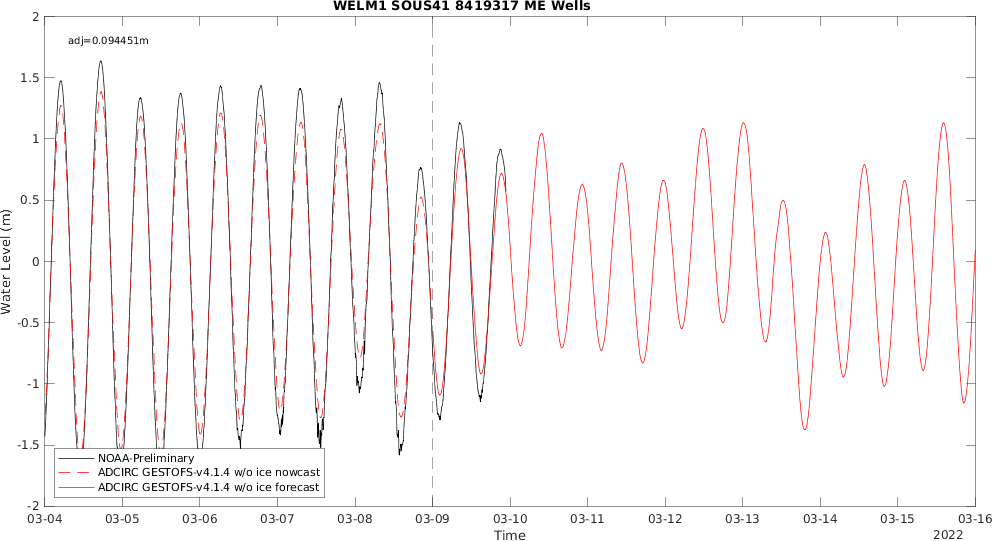 WELM1 SOUS41 8419317 ME Wells
adj=0.094451m
Water Level (m)
2
1.5
1
0.5
0
-0.5
-1
-1.5
-2
NOAA-Preliminary
ADCIRC GESTOFS-v4.1.4 w/o ice nowcast
ADCIRC GESTOFS-v4.1.4 w/o ice forecast
03-04 03-05 03-06 03-07 03-08 03-09 03-10 03-11 03-12 03-13 03-14 03-15 03-16
Time
2022